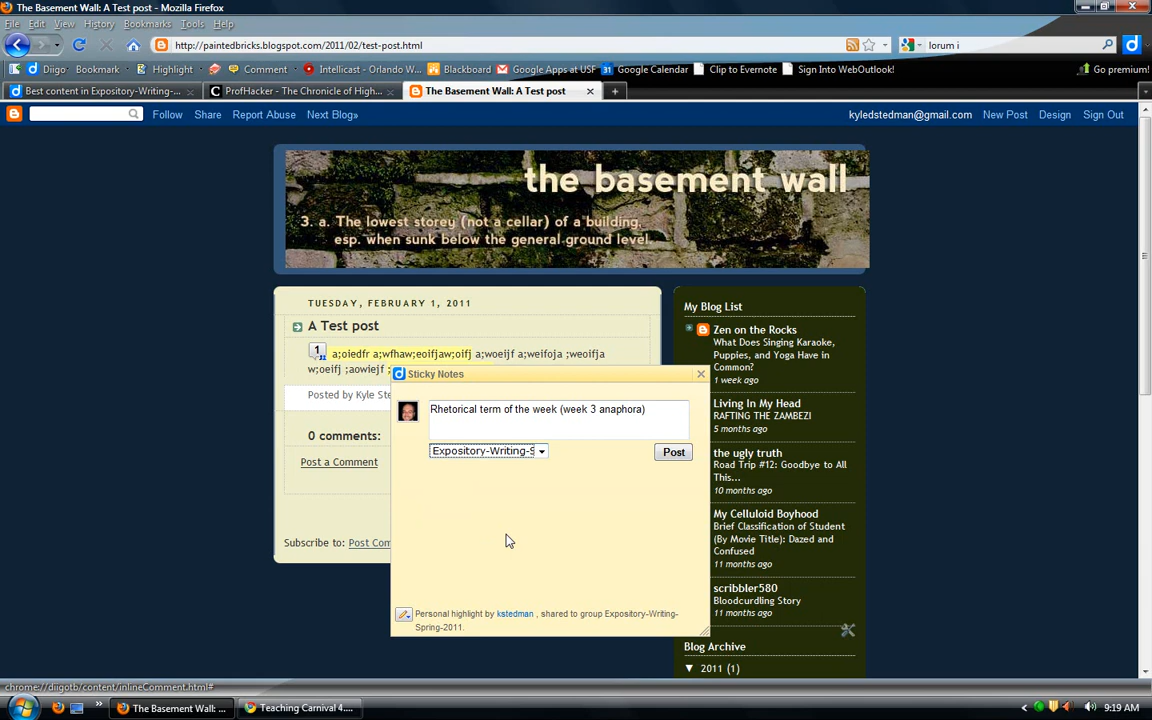 The Basement Wall: A Test post - Mozilla Firefox
File Edit View History Bookmarks Tools Help
http://paintedbricks.blogspot.com/2011/02/test-post.html
lorum i
Diigo Bookmark Highlight Comment Intellicast - Orlando W... Blackboard Google Apps at USF 31 Google Calendar Clip to Evernote Sign Into WebOutlook! Go premium!
Best content in Expository-Writing-... ProfHacker - The Chronicle of High... The Basement Wall: A Test post
Follow Share Report Abuse Next Blog» kyledstedman@gmail.com New Post Design Sign Out
the basement wall
3. a. The lowest storey (not a cellar) of a building,
esp. when sunk below the general ground level.
TUESDAY, FEBRUARY 1, 2011
A Test post
1
a;oiedfr a;wfhaw;eoifjaw;oifj a;woeijf a;weifoja ;weoifja
w;oeifj ;aowiejf ;
Posted by Kyle Ste
0 comments:
Post a Comment
Subscribe to: Post Com
Sticky Notes
Rhetorical term of the week (week 3 anaphora)
Expository-Writing-S
Post
Personal highlight by kstedman , shared to group Expository-Writing-
Spring-2011.
My Blog List
Zen on the Rocks
What Does Singing Karaoke,
Puppies, and Yoga Have in
Common?
1 week ago
Living In My Head
RAFTING THE ZAMBEZI
5 months ago
the ugly truth
Road Trip #12: Goodbye to All
This...
10 months ago
My Celluloid Boyhood
Brief Classification of Student
(By Movie Title): Dazed and
Confused
11 months ago
scribbler580
Bloodcurdling Story
11 months ago
Blog Archive
▼ 2011 (1)
chrome://diigotb/content/inlineComment.html#
The Basement Wall: ... Teaching Carnival 4.... 9:19 AM